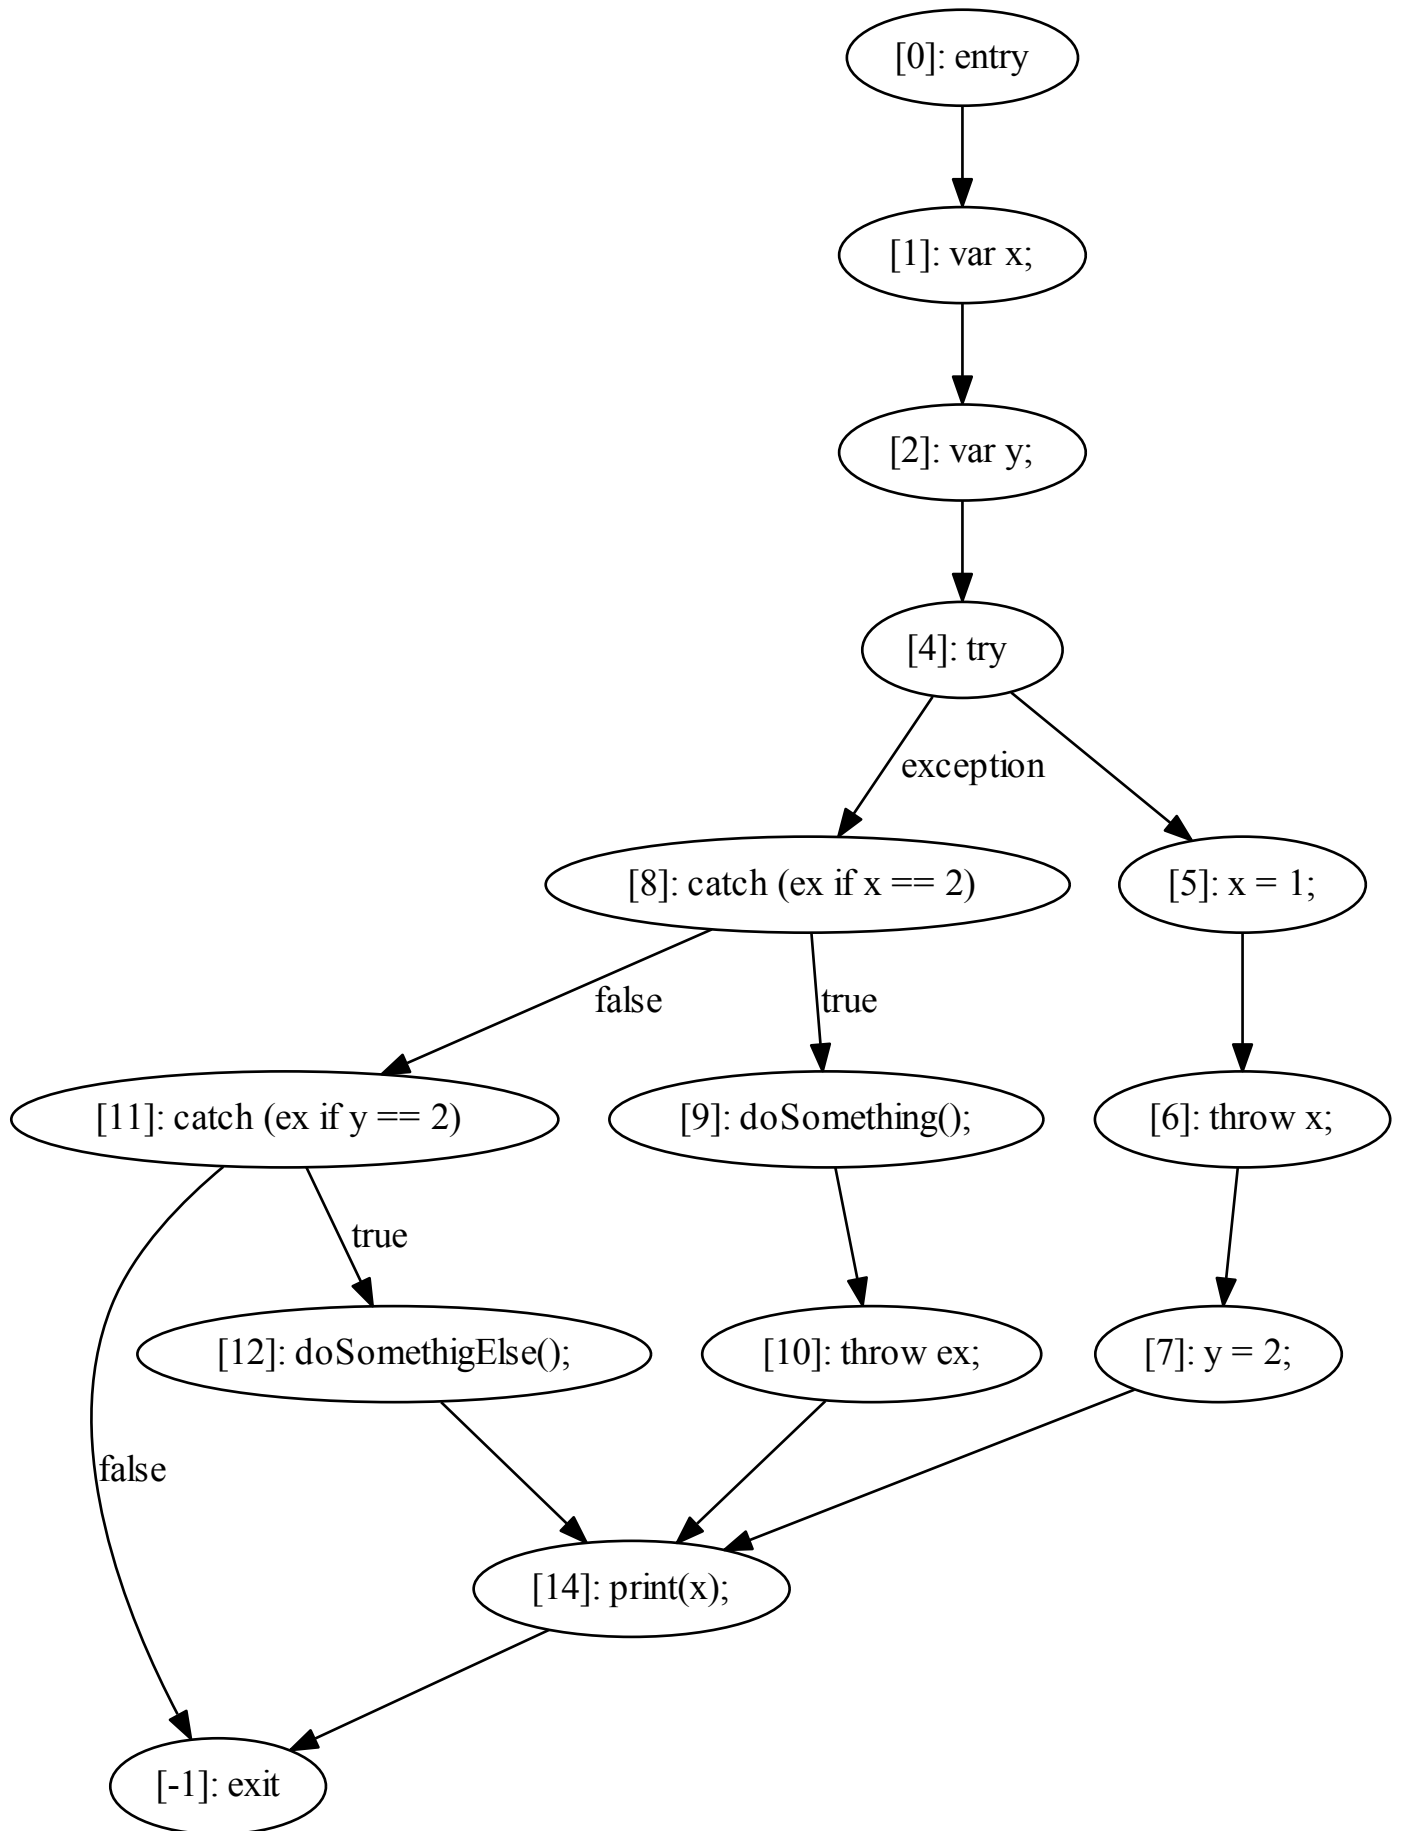 [0]: entry
[1]: var x;
[2]: var y;
[4]: try
exception
[8]: catch (ex if x == 2)
[5]: x = 1;
false
true
[11]: catch (ex if y == 2)
[9]: doSomething();
[6]: throw x;
true
[12]: doSomethigElse();
[10]: throw ex;
[7]: y = 2;
false
[14]: print(x);
[-1]: exit